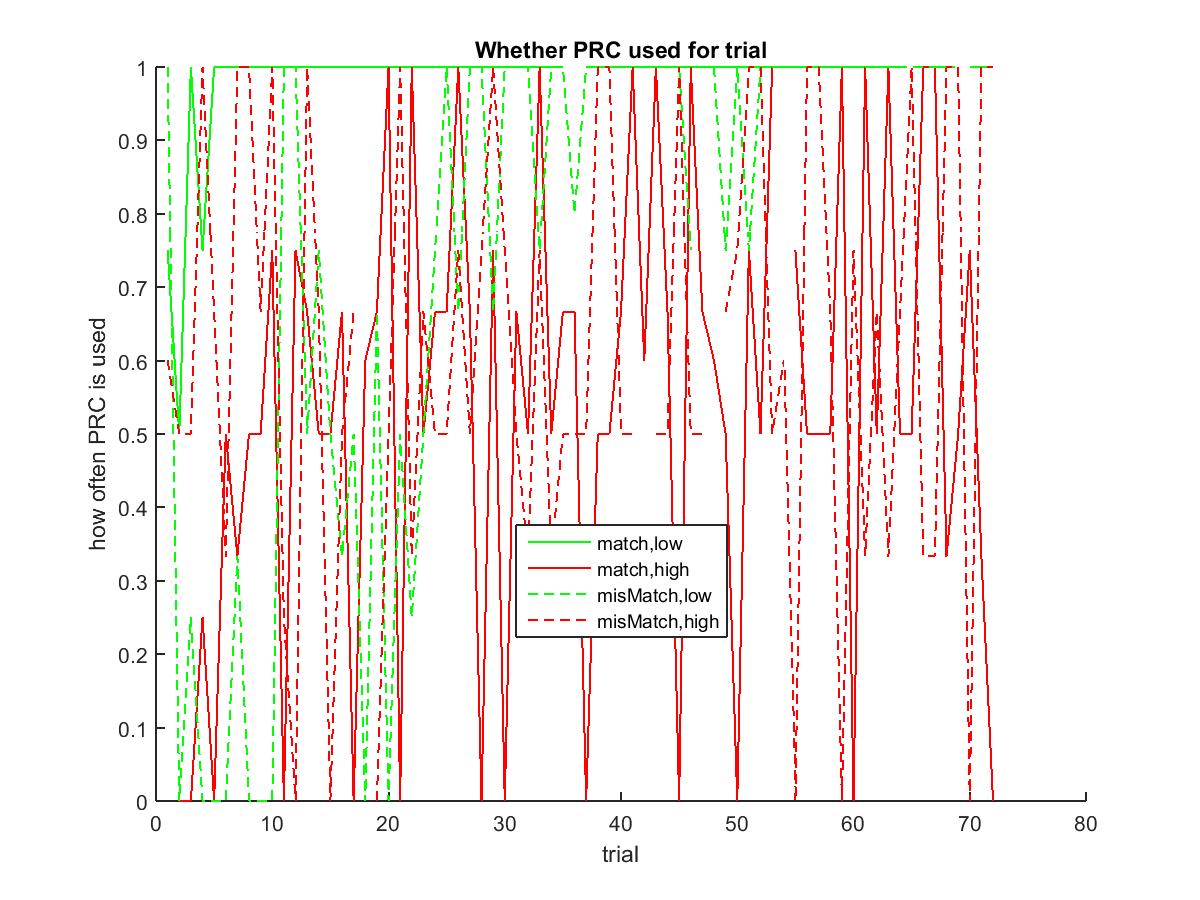 Whether PRC used for trial
how often PRC is used
1
0.9
0.8
0.7
0.6
0.5
0.4
0.3
0.2
0.1
0
match,low
match,high
misMatch,low
misMatch,high
0 10 20 30 40 50 60 70 80
trial